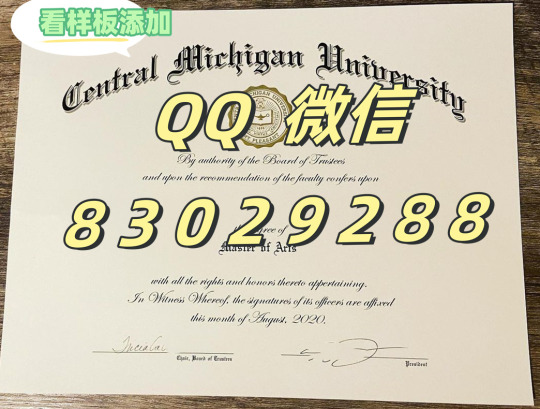 看样板添加
Central Michigan University
QQ 微信
By authority of the Board of Trustees
and upon the recommendation of the faculty confers upon
83029288
Master of Arts
with all the rights and honors thereto appertaining.
In Witness Whereof, the signatures of its officers are affixed
this month of August, 2020.
Chair, Board of Trustees
President